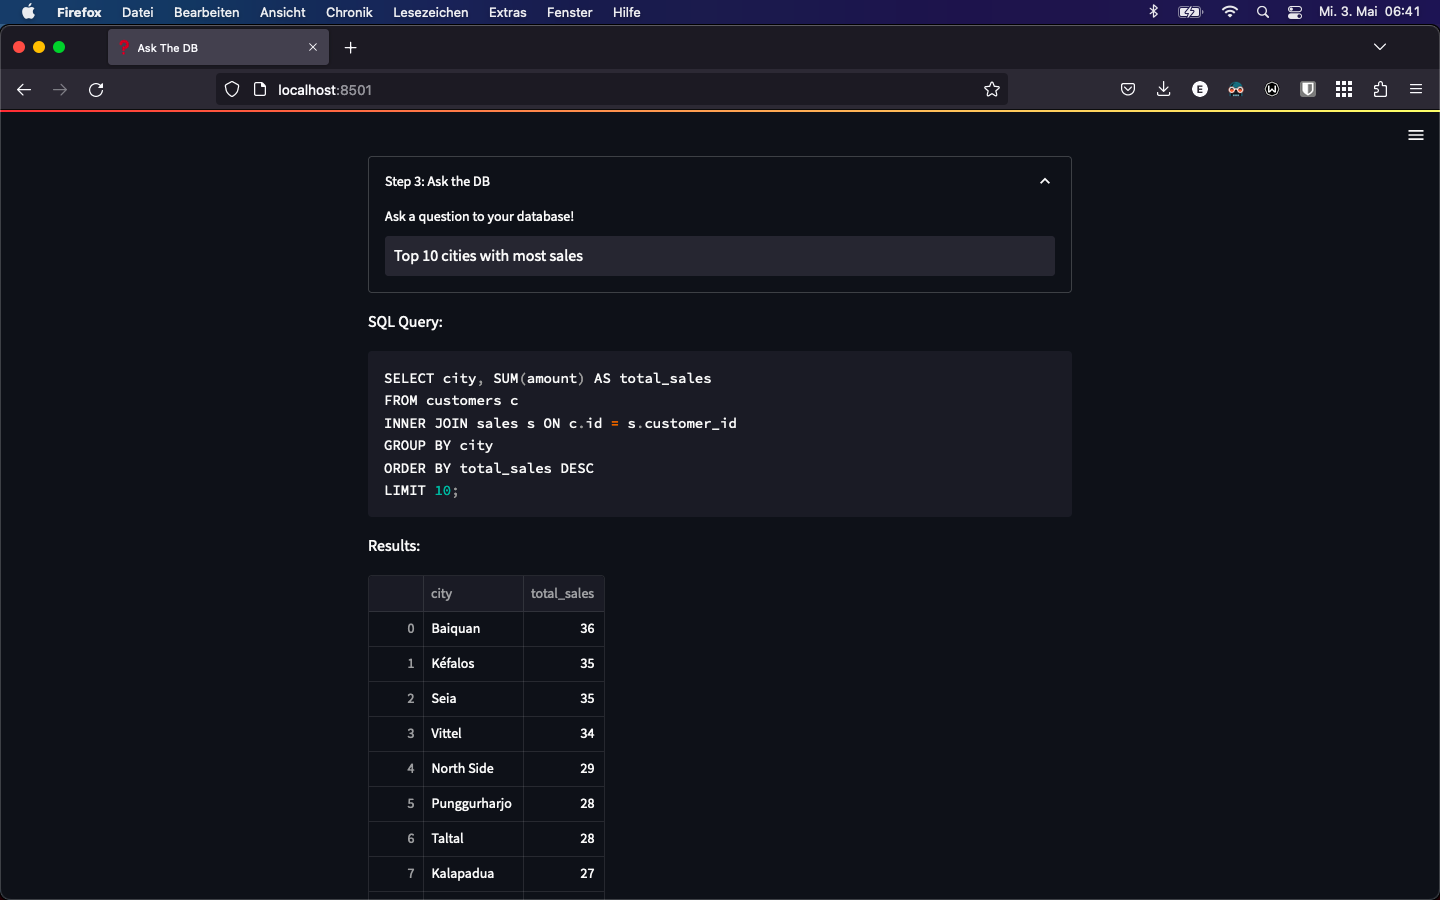 Firefox Datei Bearbeiten Ansicht Chronik Lesezeichen Extras Fenster Hilfe Mi. 3. Mai 06:41
Ask The DB
localhost:8501
E
Step 3: Ask the DB
Ask a question to your database!
Top 10 cities with most sales
SQL Query:
SELECT city, SUM(amount) AS total_sales
FROM customers c
INNER JOIN sales s ON c.id = s.customer_id
GROUP BY city
ORDER BY total_sales DESC
LIMIT 10;
Results:
city total_sales
0 Baiquan 36
1 Kéfalos 35
2 Seia 35
3 Vittel 34
4 North Side 29
5 Punggurharjo 28
6 Taltal 28
7 Kalapadua 27